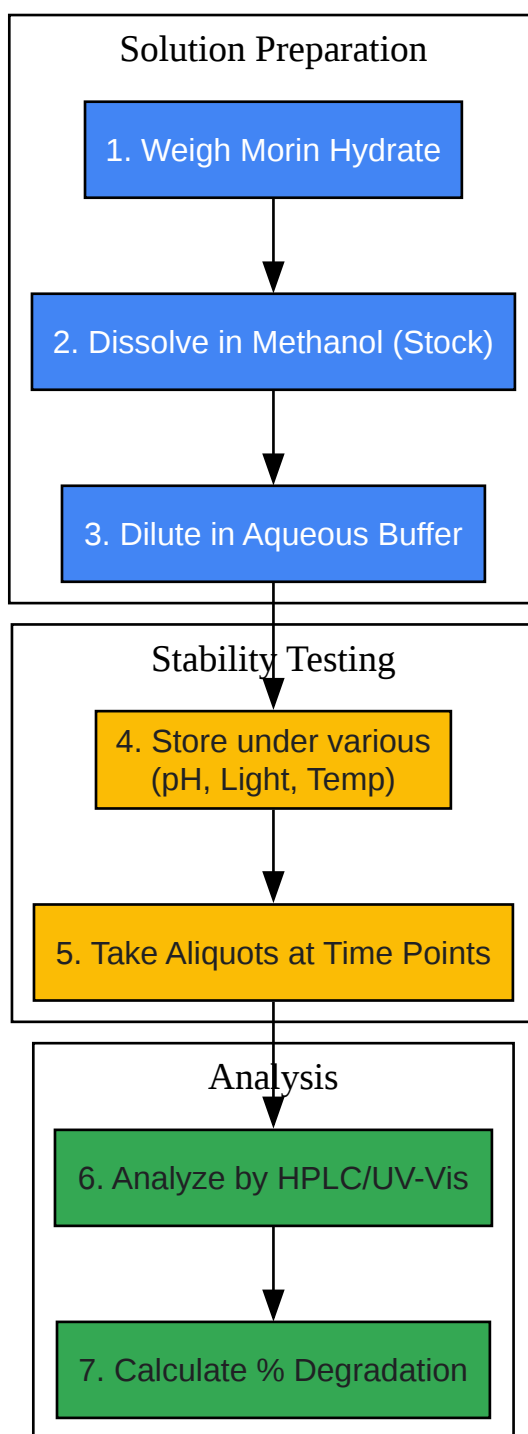 Solution Preparation
1. Weigh Morin Hydrate
2. Dissolve in Methanol (Stock)
3. Dilute in Aqueous Buffer
Stability Testing
4. Store under various
(pH, Light, Temp)
5. Take Aliquots at Time Points
Analysis
6. Analyze by HPLC/UV-Vis
7. Calculate % Degradation